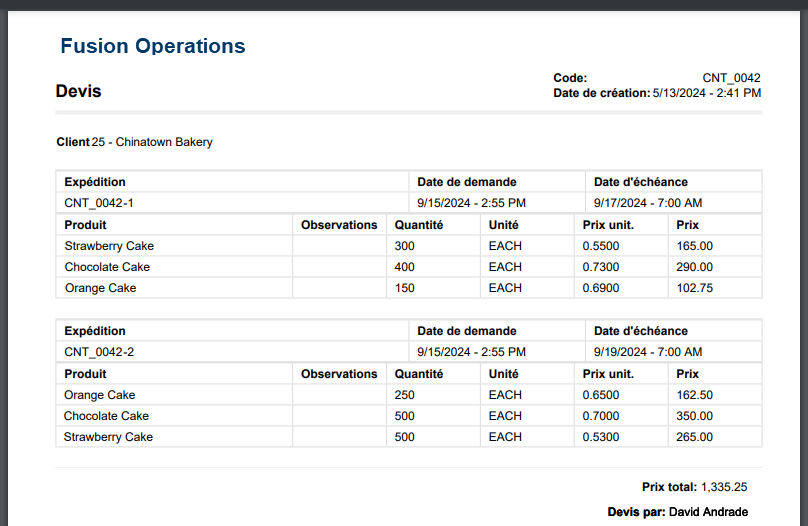 Fusion Operations
Devis
Code: CNT_0042
Date de création: 5/13/2024 - 2:41 PM
Client 25 - Chinatown Bakery
Expédition Date de demande Date d'échéance
CNT_0042-1 9/15/2024 - 2:55 PM 9/17/2024 - 7:00 AM
Produit Observations Quantité Unité Prix unit. Prix
Strawberry Cake 300 EACH 0.5500 165.00
Chocolate Cake 400 EACH 0.7300 290.00
Orange Cake 150 EACH 0.6900 102.75
Expédition Date de demande Date d'échéance
CNT_0042-2 9/15/2024 - 2:55 PM 9/19/2024 - 7:00 AM
Produit Observations Quantité Unité Prix unit. Prix
Orange Cake 250 EACH 0.6500 162.50
Chocolate Cake 500 EACH 0.7000 350.00
Strawberry Cake 500 EACH 0.5300 265.00
Prix total: 1,335.25
Devis par: David Andrade